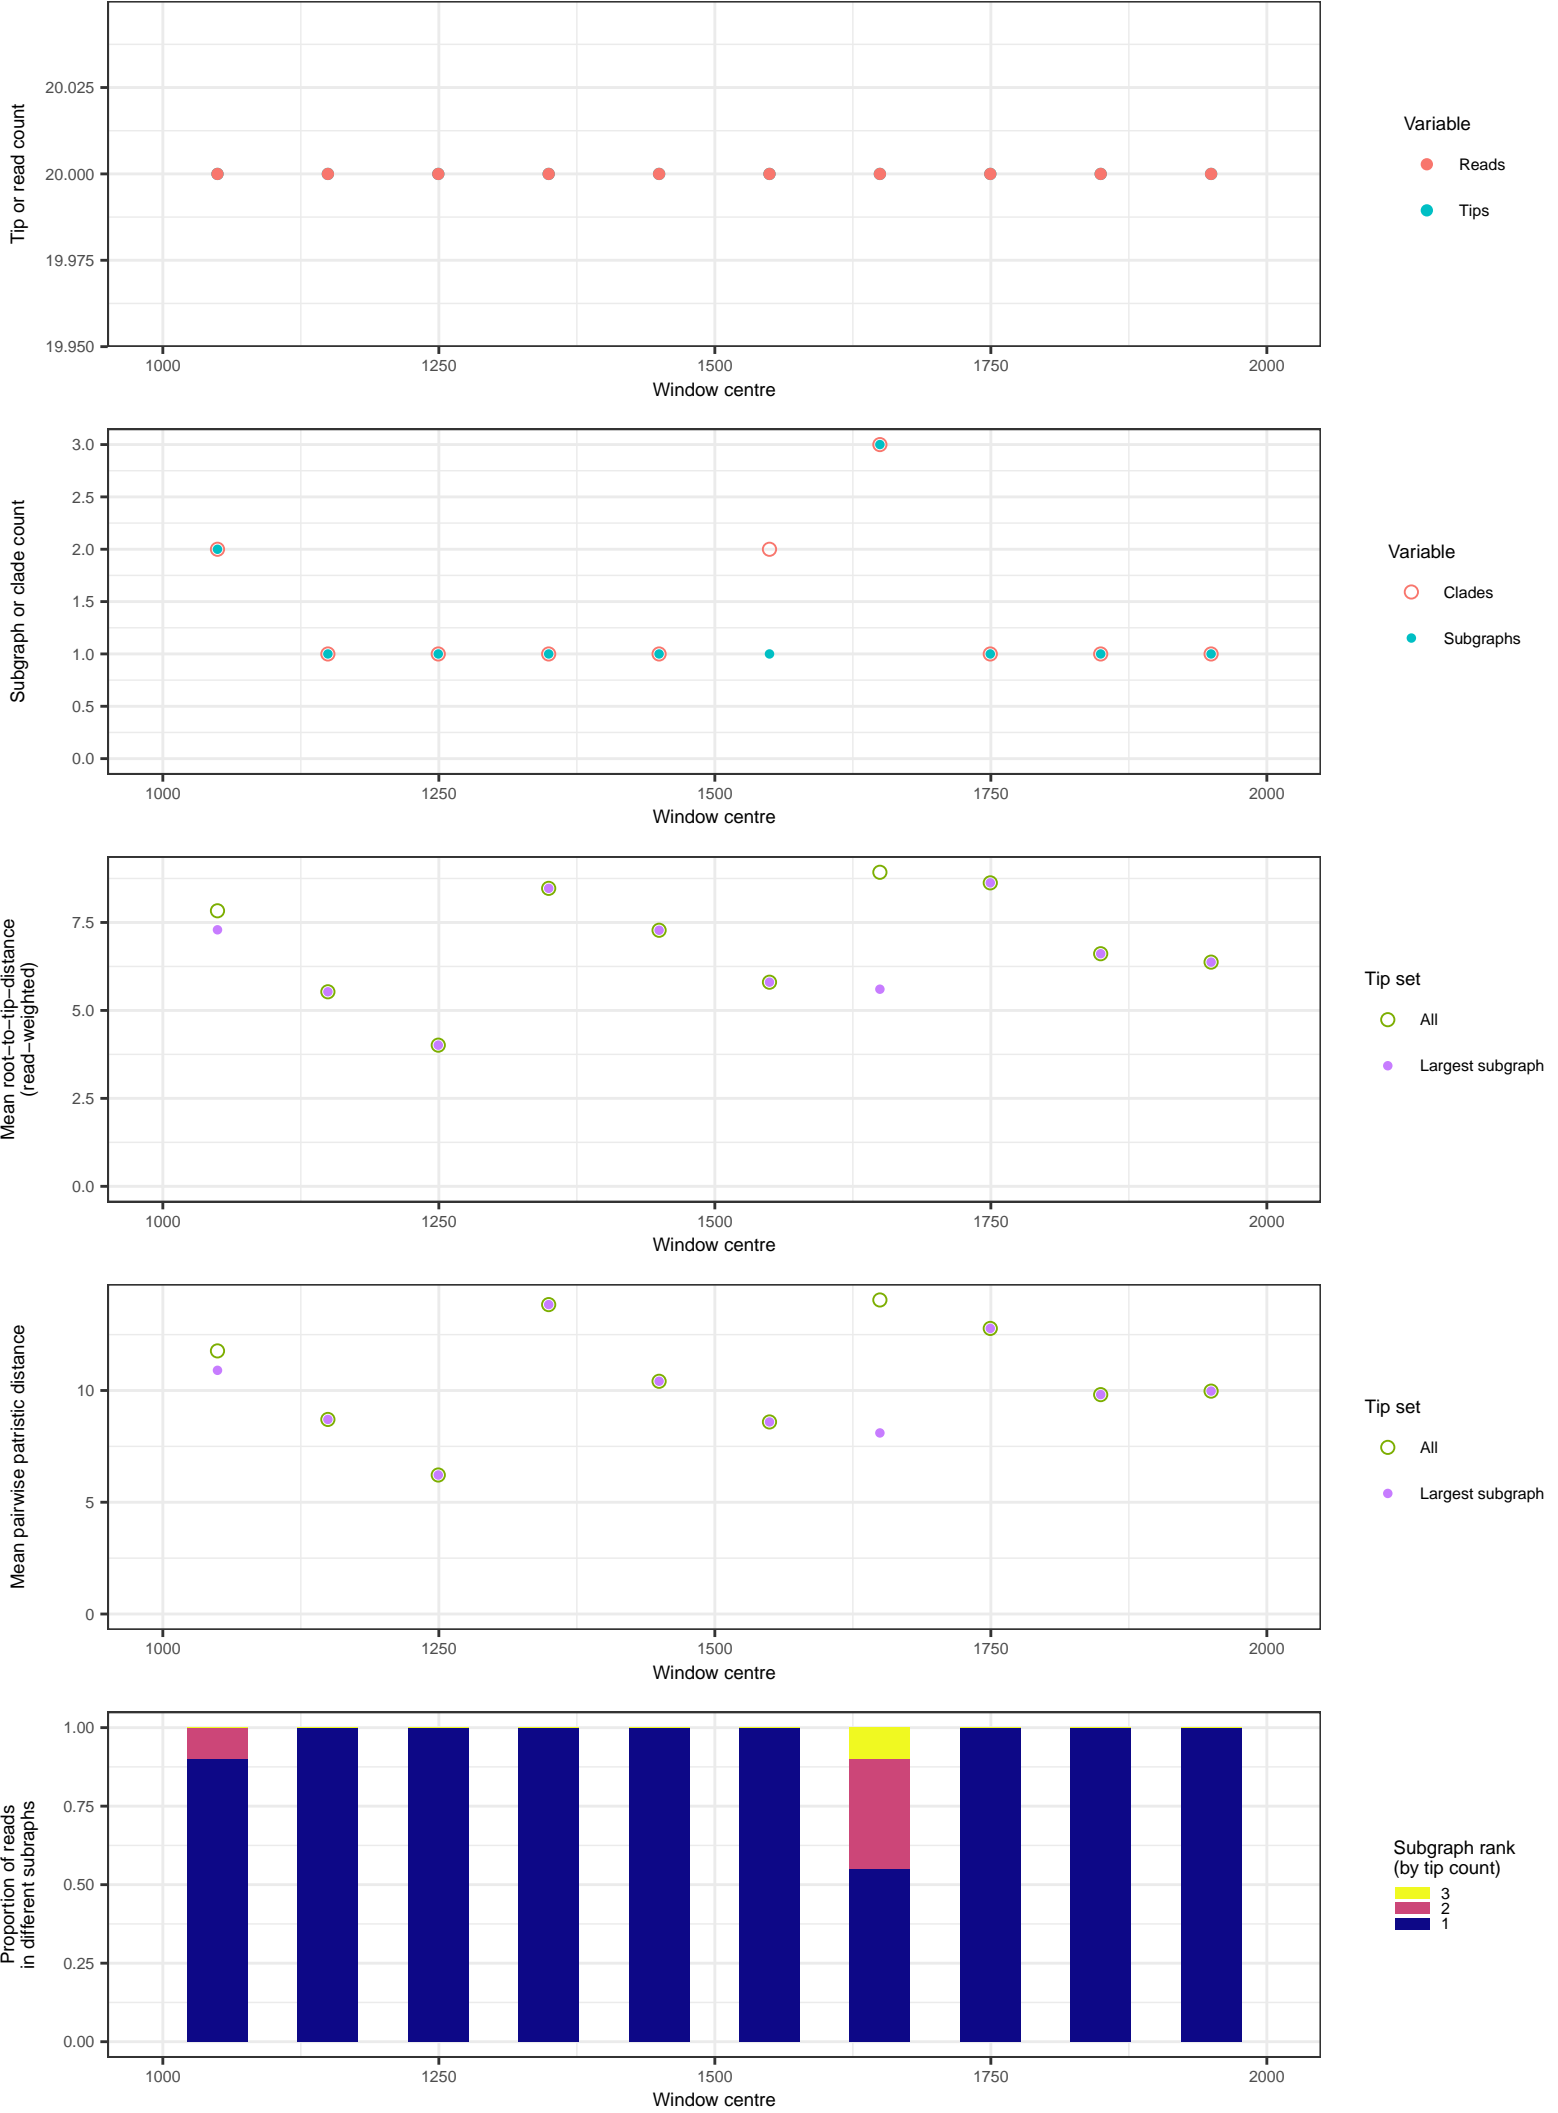 20.025
20.000
19.975
19.950
Tip or read count
1000 1250 1500 1750 2000
Window centre
Variable
Reads
Tips
3.0
2.5
2.0
1.5
1.0
0.5
0.0
Subgraph or clade count
1000 1250 1500 1750 2000
Window centre
Variable
Clades
Subgraphs
7.5
5.0
2.5
0.0
Mean root−to−tip−distance
(read−weighted)
1000 1250 1500 1750 2000
Window centre
Tip set
All
Largest subgraph
10
5
0
Mean pairwise patristic distance
1000 1250 1500 1750 2000
Window centre
Tip set
All
Largest subgraph
1.00
0.75
0.50
0.25
0.00
Proportion of reads
in different subraphs
1000 1250 1500 1750 2000
Window centre
Subgraph rank
(by tip count)
3
2
1